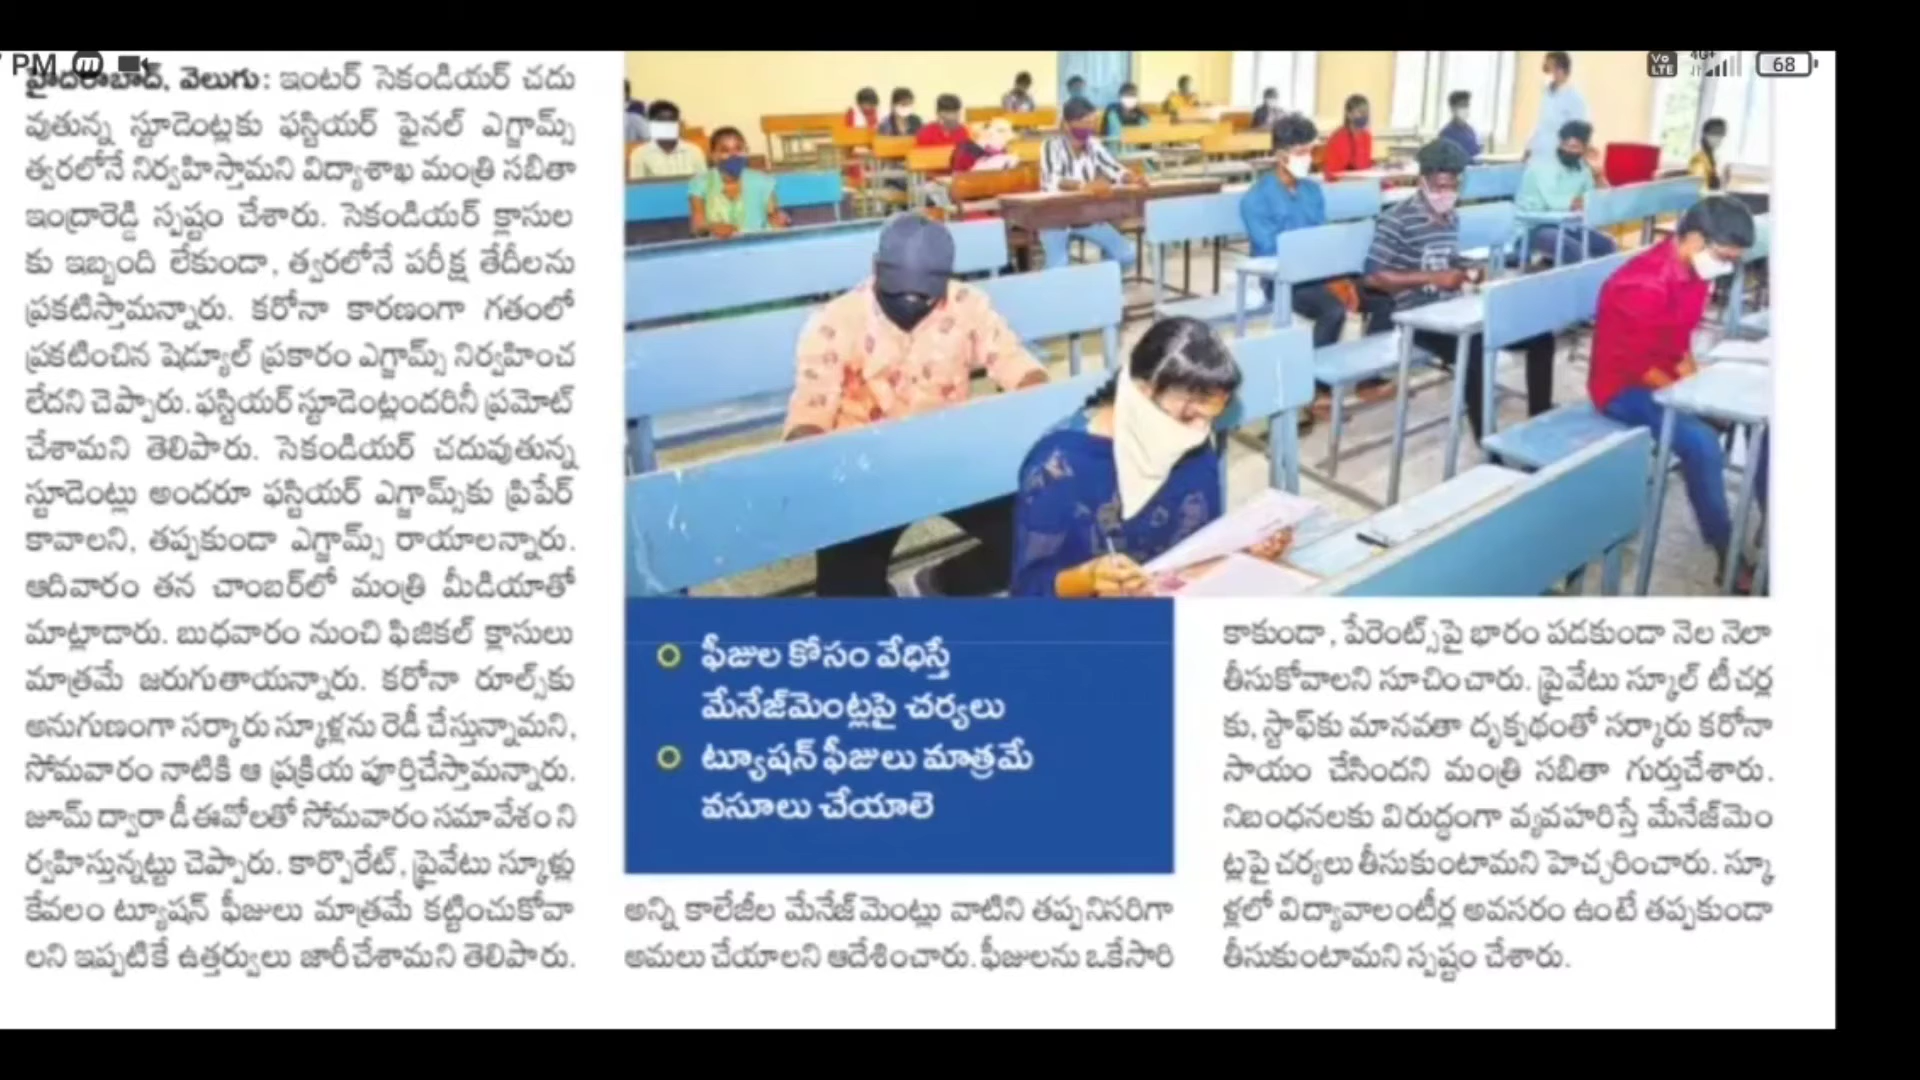 PM
VoLTE 4G+ 68
హైదరాబాద్, వెలుగు: ఇంటర్ సెకండియర్ చదు
వుతున్న స్టూడెంట్లకు ఫస్టియర్ ఫైనల్ ఎగ్జామ్స్
త్వరలోనే నిర్వహిస్తామని విద్యాశాఖ మంత్రి సబితా
ఇంద్రారెడ్డి స్పష్టం చేశారు. సెకండియర్ క్లాసుల
కు ఇబ్బంది లేకుండా, త్వరలోనే పరీక్ష తేదీలను
ప్రకటిస్తామన్నారు. కరోనా కారణంగా గతంలో
ప్రకటించిన షెడ్యూల్ ప్రకారం ఎగ్జామ్స్ నిర్వహించ
లేదని చెప్పారు. ఫస్టియర్ స్టూడెంట్లందరినీ ప్రమోట్
చేశామని తెలిపారు. సెకండియర్ చదువుతున్న
స్టూడెంట్లు అందరూ ఫస్టియర్ ఎగ్జామ్స్‌కు ప్రిపేర్
కావాలని, తప్పకుండా ఎగ్జామ్స్ రాయాలన్నారు.
ఆదివారం తన చాంబర్‌లో మంత్రి మీడియాతో
మాట్లాడారు. బుధవారం నుంచి ఫిజికల్ క్లాసులు
మాత్రమే జరుగుతాయన్నారు. కరోనా రూల్స్‌కు
అనుగుణంగా సర్కారు స్కూళ్లను రెడీ చేస్తున్నామని,
సోమవారం నాటికి ఆ ప్రక్రియ పూర్తిచేస్తామన్నారు.
జూమ్ ద్వారా డీఈవోలతో సోమవారం సమావేశం ని
ర్వహిస్తున్నట్టు చెప్పారు. కార్పొరేట్, ప్రైవేటు స్కూళ్లు
కేవలం ట్యూషన్ ఫీజులు మాత్రమే కట్టించుకోవా
లని ఇప్పటికే ఉత్తర్వులు జారీచేశామని తెలిపారు.
ఫీజుల కోసం వేధిస్తే
మేనేజ్‌మెంట్లపై చర్యలు
ట్యూషన్ ఫీజులు మాత్రమే
వసూలు చేయాలె
అన్ని కాలేజీల మేనేజ్‌మెంట్లు వాటిని తప్పనిసరిగా
అమలు చేయాలని ఆదేశించారు. ఫీజులను ఒకేసారి
కాకుండా, పేరెంట్స్‌పై భారం పడకుండా నెల నెలా
తీసుకోవాలని సూచించారు. ప్రైవేటు స్కూల్ టీచర్ల
కు, స్టాఫ్‌కు మానవతా దృక్పథంతో సర్కారు కరోనా
సాయం చేసిందని మంత్రి సబితా గుర్తుచేశారు.
నిబంధనలకు విరుద్ధంగా వ్యవహరిస్తే మేనేజ్‌మెం
ట్లపై చర్యలు తీసుకుంటామని హెచ్చరించారు. స్కూ
ళ్లలో విద్యావాలంటీర్ల అవసరం ఉంటే తప్పకుండా
తీసుకుంటామని స్పష్టం చేశారు.